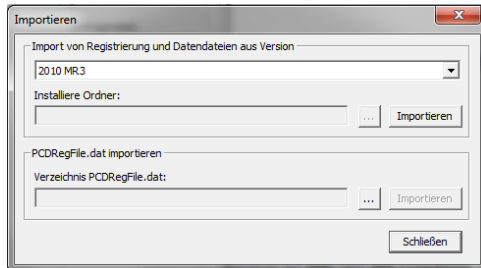 Importieren
Import von Registrierung und Datendateien aus Version
2010 MR3
Installiere Ordner:
... Importieren
PCDRegFile.dat importieren
Verzeichnis PCDRegFile.dat:
... Importieren
Schließen